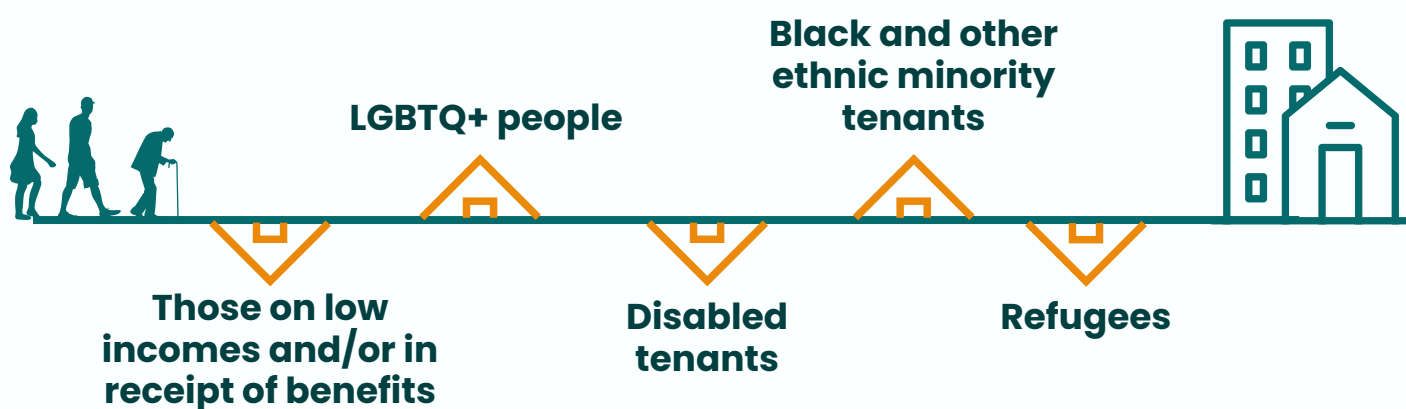 Black and other
ethnic minority
tenants
LGBTQ+ people
Those on low
incomes and/or in
receipt of benefits
Disabled
tenants
Refugees